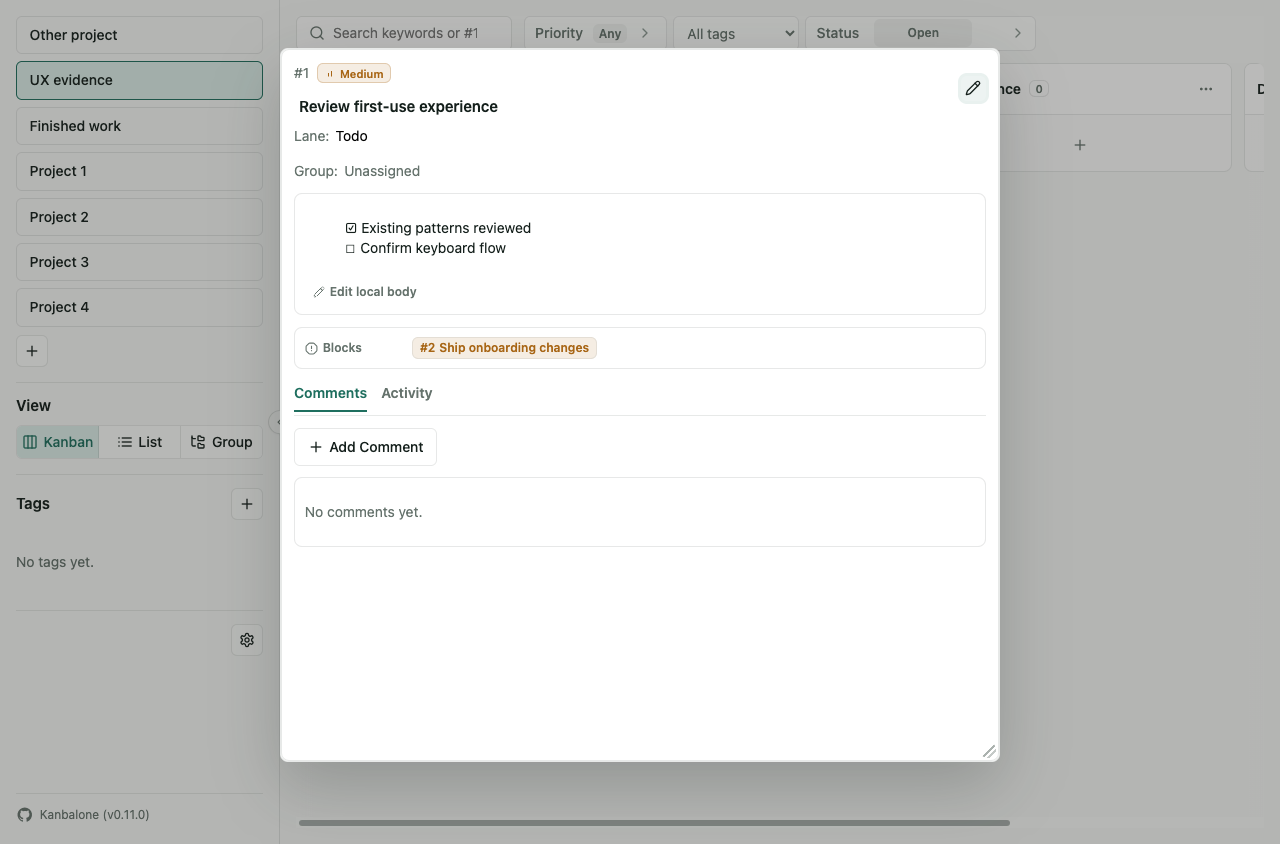 Other project
UX evidence
Finished work
Project 1
Project 2
Project 3
Project 4
View
Kanban
List
Group
Tags
No tags yet.
Kanbalone (v0.11.0)
Search keywords or #1
Priority Any
All tags
Status Open
nce 0
#1 Medium
Review first-use experience
Lane: Todo
Group: Unassigned
Existing patterns reviewed
Confirm keyboard flow
Edit local body
Blocks #2 Ship onboarding changes
Comments Activity
Add Comment
No comments yet.